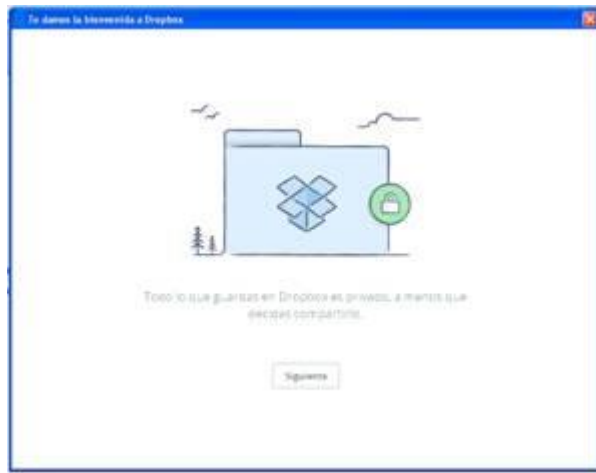 Te damos la bienvenida a Dropbox
Todo lo que guardas en Dropbox es privado, a menos que
decidas compartirlo.
Siguiente